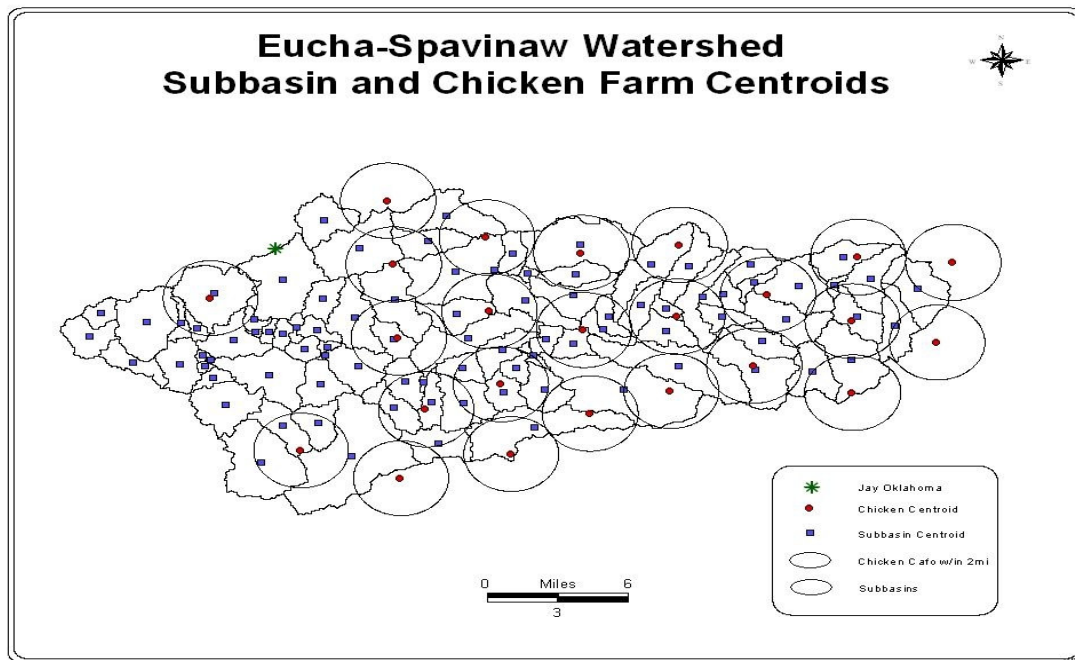 Eucha-Spavinaw Watershed
Subbasin and Chicken Farm Centroids
N
W E
S
Jay Oklahoma
Chicken Centroid
Subbasin Centroid
Chicken Cafo w/in 2mi
Subbasins
0 Miles 6
3